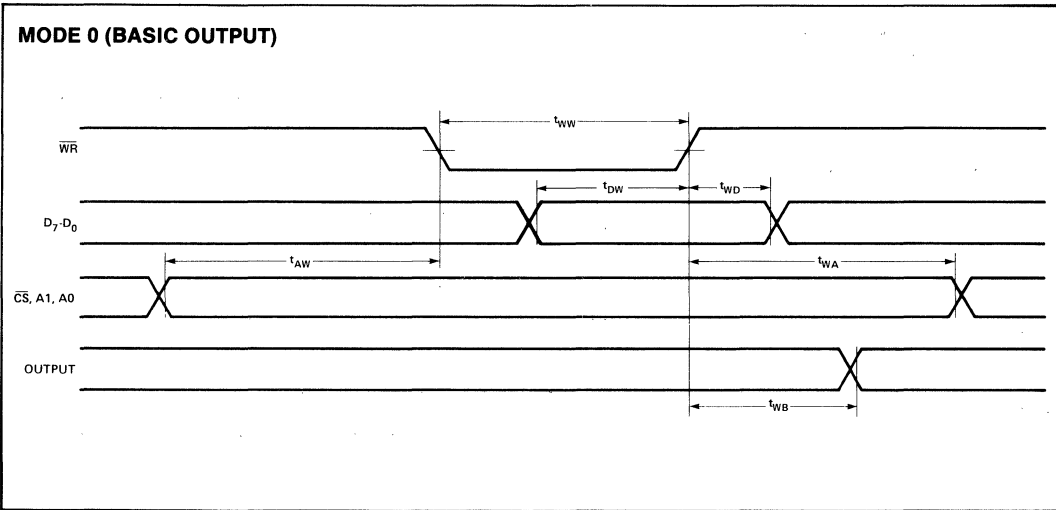 MODE 0 (BASIC OUTPUT)
tWW
WR
tDW
tWD
D7-D0
tAW
tWA
CS, A1, A0
OUTPUT
tWB